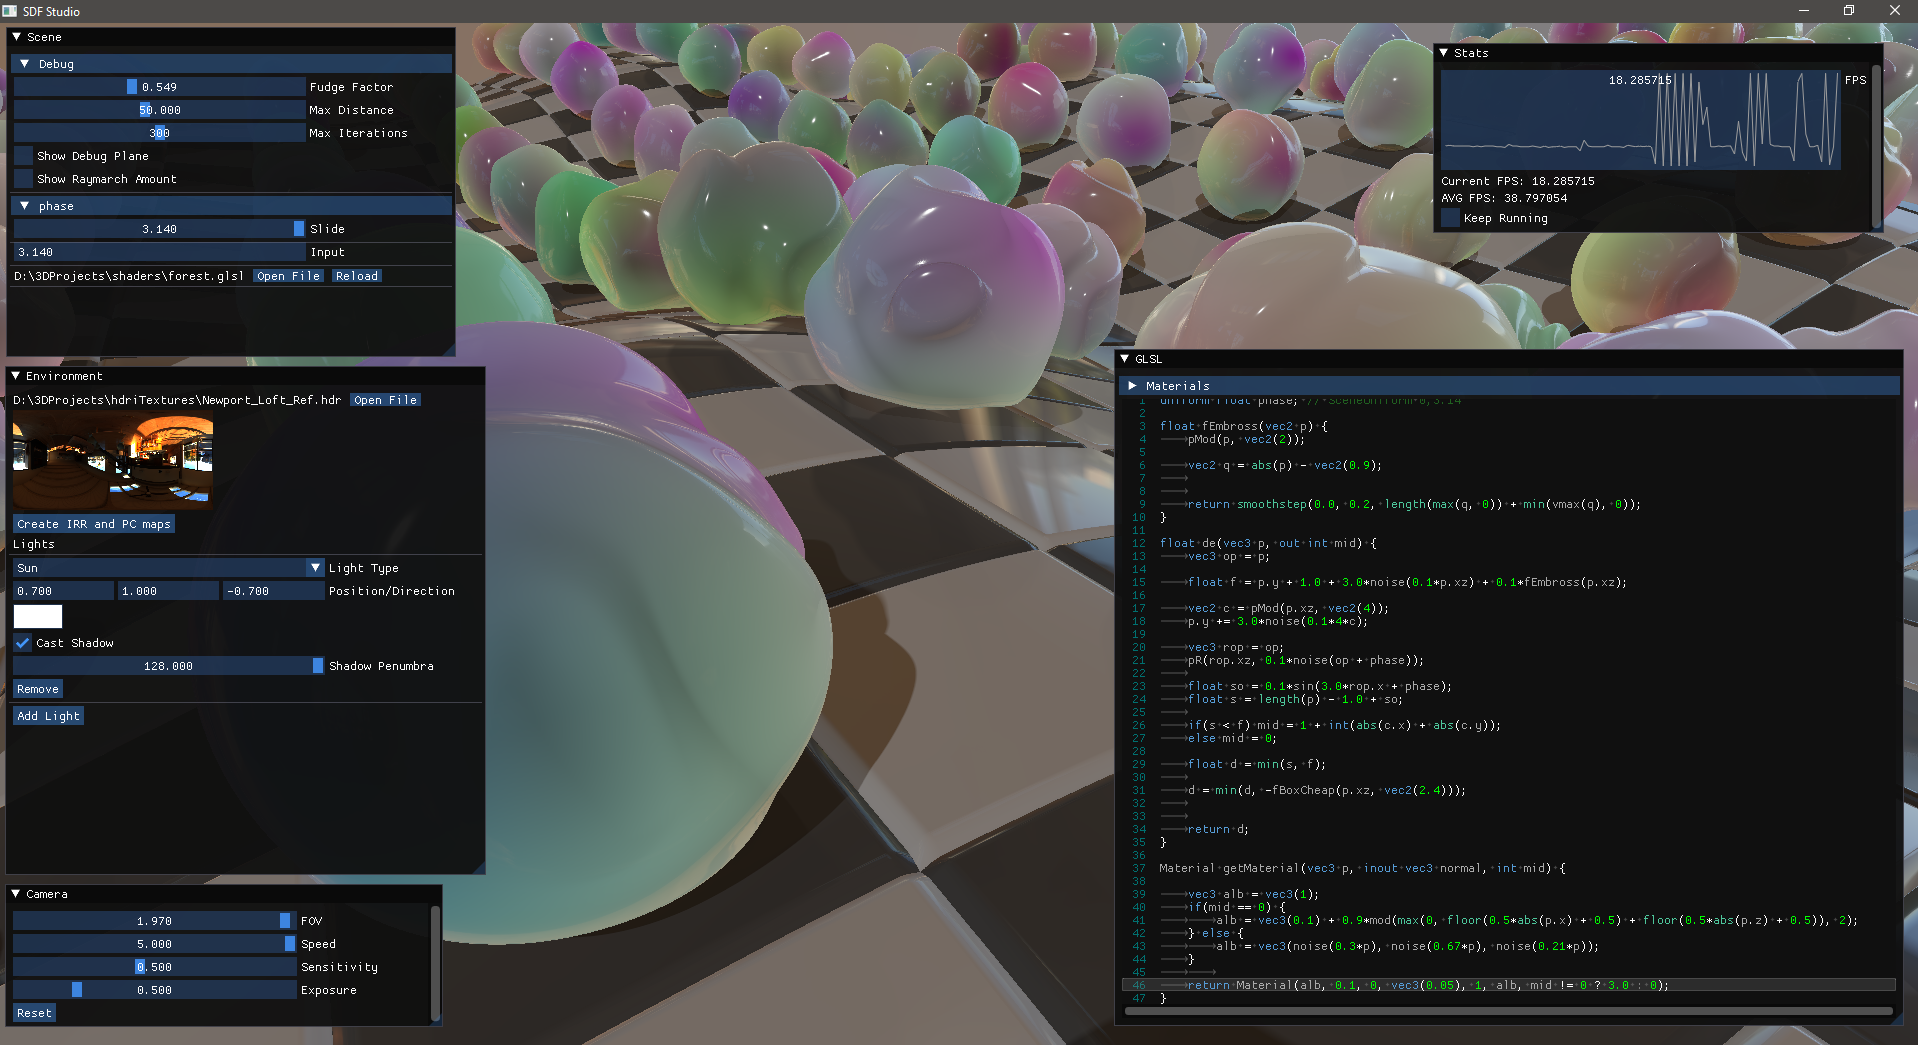 SDF Studio
Scene
Debug
0.549 Fudge Factor
50.000 Max Distance
300 Max Iterations
Show Debug Plane
Show Raymarch Amount
phase
3.140 Slide
3.140 Input
D:\3DProjects\shaders\forest.glsl Open File Reload
Environment
D:\3DProjects\hdriTextures\Newport_Loft_Ref.hdr Open File
Create IRR and PC maps
Lights
Sun Light Type
0.700 1.000 -0.700 Position/Direction
Cast Shadow
128.000 Shadow Penumbra
Remove
Add Light
Camera
1.970 FOV
5.000 Speed
0.500 Sensitivity
0.500 Exposure
Reset
Stats
18.285715 FPS
Current FPS: 18.285715
AVG FPS: 38.797054
Keep Running
GLSL
Materials
1 uniform float phase; // SceneUniform 0,3.14
2
3 float fEmbross(vec2 p) {
4 pMod(p, vec2(2));
5
6 vec2 q = abs(p) - vec2(0.9);
7
8
9 return smoothstep(0.0, 0.2, length(max(q, 0)) + min(vmax(q), 0));
10 }
11
12 float de(vec3 p, out int mid) {
13 vec3 op = p;
14
15 float f = p.y + 1.0 + 3.0*noise(0.1*p.xz) + 0.1*fEmbross(p.xz);
16
17 vec2 c = pMod(p.xz, vec2(4));
18 p.y += 3.0*noise(0.1*4*c);
19
20 vec3 rop = op;
21 pR(rop.xz, 0.1*noise(op + phase));
22
23 float so = 0.1*sin(3.0*rop.x + phase);
24 float s = length(p) - 1.0 + so;
25
26 if(s < f) mid = 1 + int(abs(c.x) + abs(c.y));
27 else mid = 0;
28
29 float d = min(s, f);
30
31 d = min(d, -fBoxCheap(p.xz, vec2(2.4)));
32
33
34 return d;
35 }
36
37 Material getMaterial(vec3 p, inout vec3 normal, int mid) {
38
39 vec3 alb = vec3(1);
40 if(mid == 0) {
41 alb = vec3(0.1) + 0.9*mod(max(0, floor(0.5*abs(p.x) + 0.5) + floor(0.5*abs(p.z) + 0.5)), 2);
42 } else {
43 alb = vec3(noise(0.3*p), noise(0.67*p), noise(0.21*p));
44 }
45
46 return Material(alb, 0.1, 0, vec3(0.05), 1, alb, mid != 0 ? 3.0 : 0);
47 }